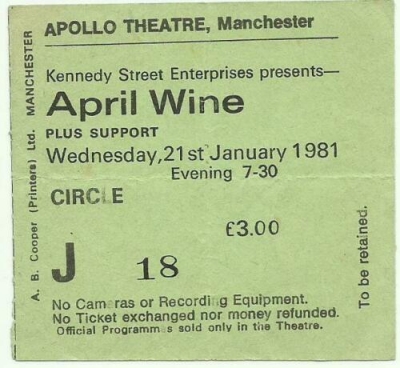 APOLLO THEATRE, Manchester
Kennedy Street Enterprises presents—
April Wine
PLUS SUPPORT
Wednesday, 21st January 1981
Evening 7-30
CIRCLE
£3.00
J 18
No Cameras or Recording Equipment.
No Ticket exchanged nor money refunded.
Official Programmes sold only in the Theatre.
A. B. Cooper (Printers) Ltd. MANCHESTER
To be retained.